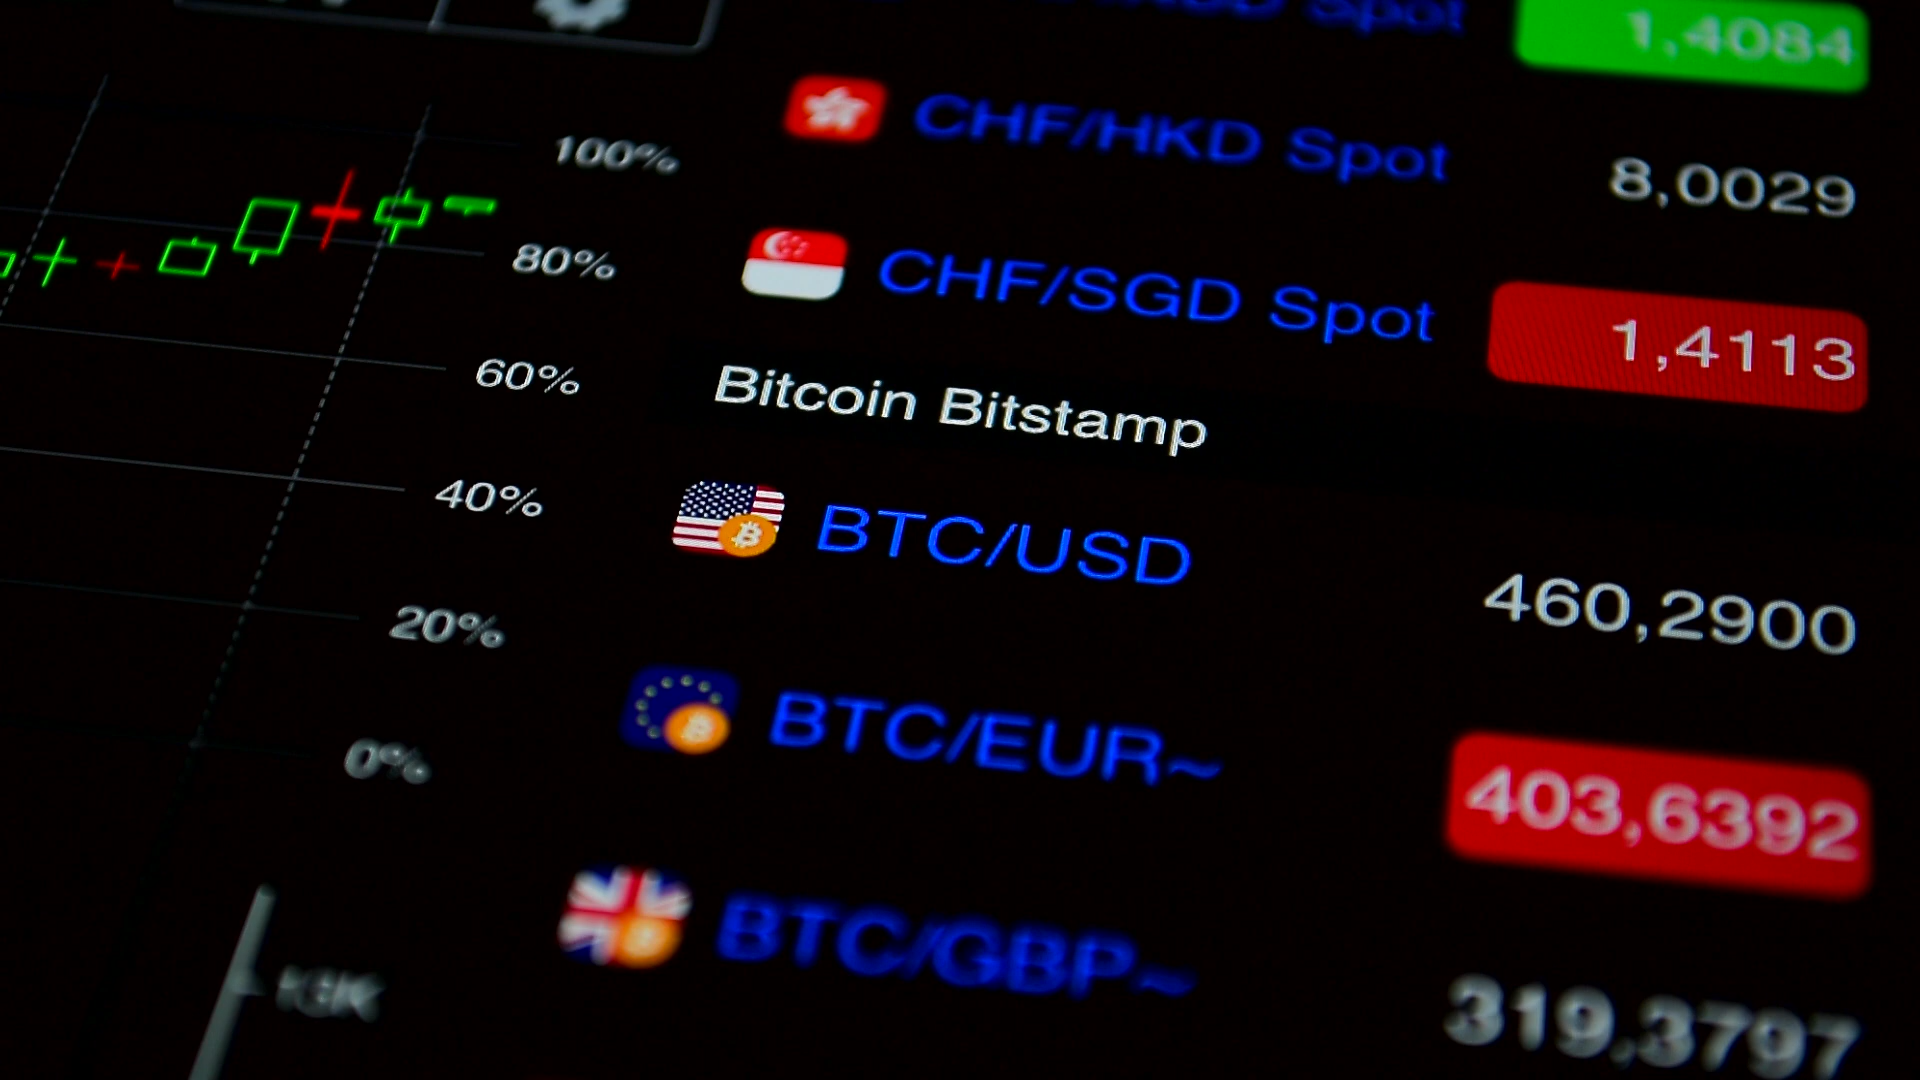 Spot 1,4084
CHF/HKD Spot 8,0029
CHF/SGD Spot 1,4113
Bitcoin Bitstamp
BTC/USD 460,2900
BTC/EUR~ 403,6392
BTC/GBP~ 319,3797
100%
80%
60%
40%
20%
0%